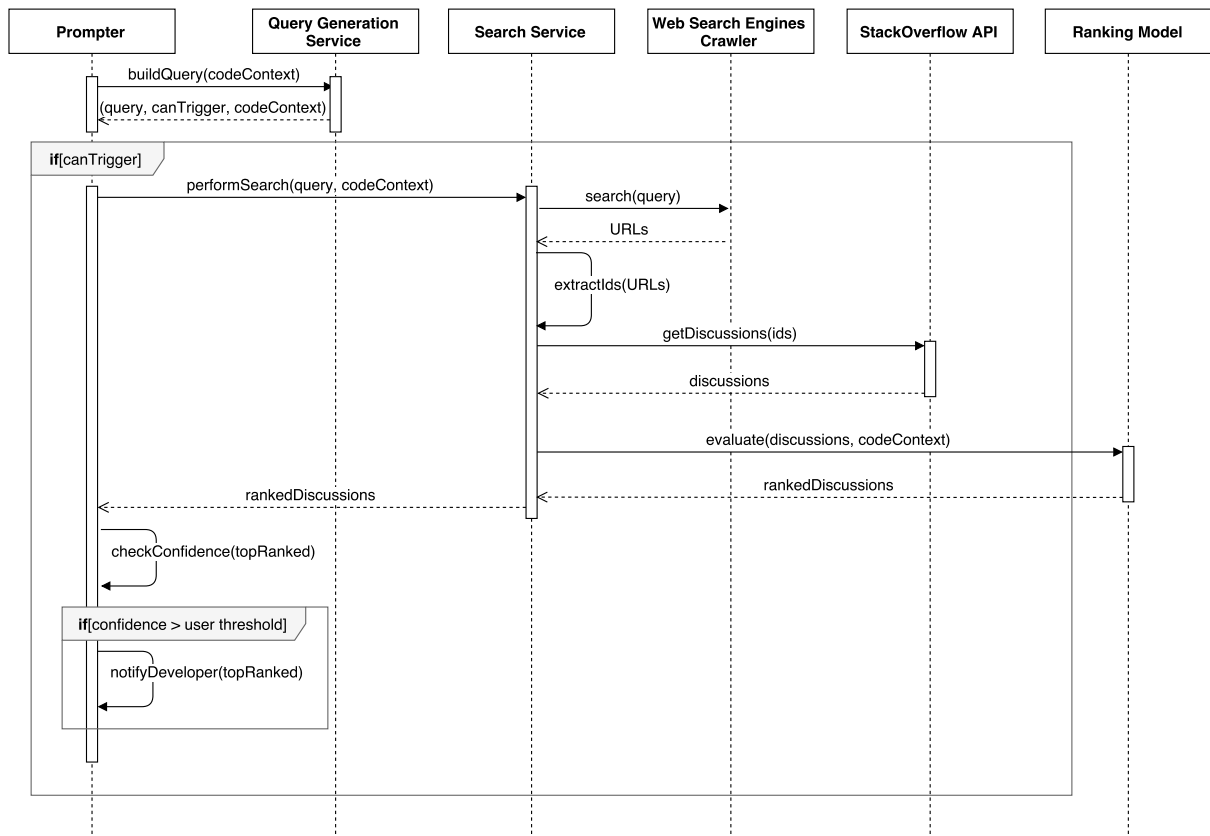 Prompter
Query Generation
Service
Search Service
Web Search Engines
Crawler
StackOverflow API
Ranking Model
buildQuery(codeContext)
(query, canTrigger, codeContext)
if[canTrigger]
performSearch(query, codeContext)
search(query)
URLs
extractIds(URLs)
getDiscussions(ids)
discussions
evaluate(discussions, codeContext)
rankedDiscussions
rankedDiscussions
checkConfidence(topRanked)
if[confidence > user threshold]
notifyDeveloper(topRanked)